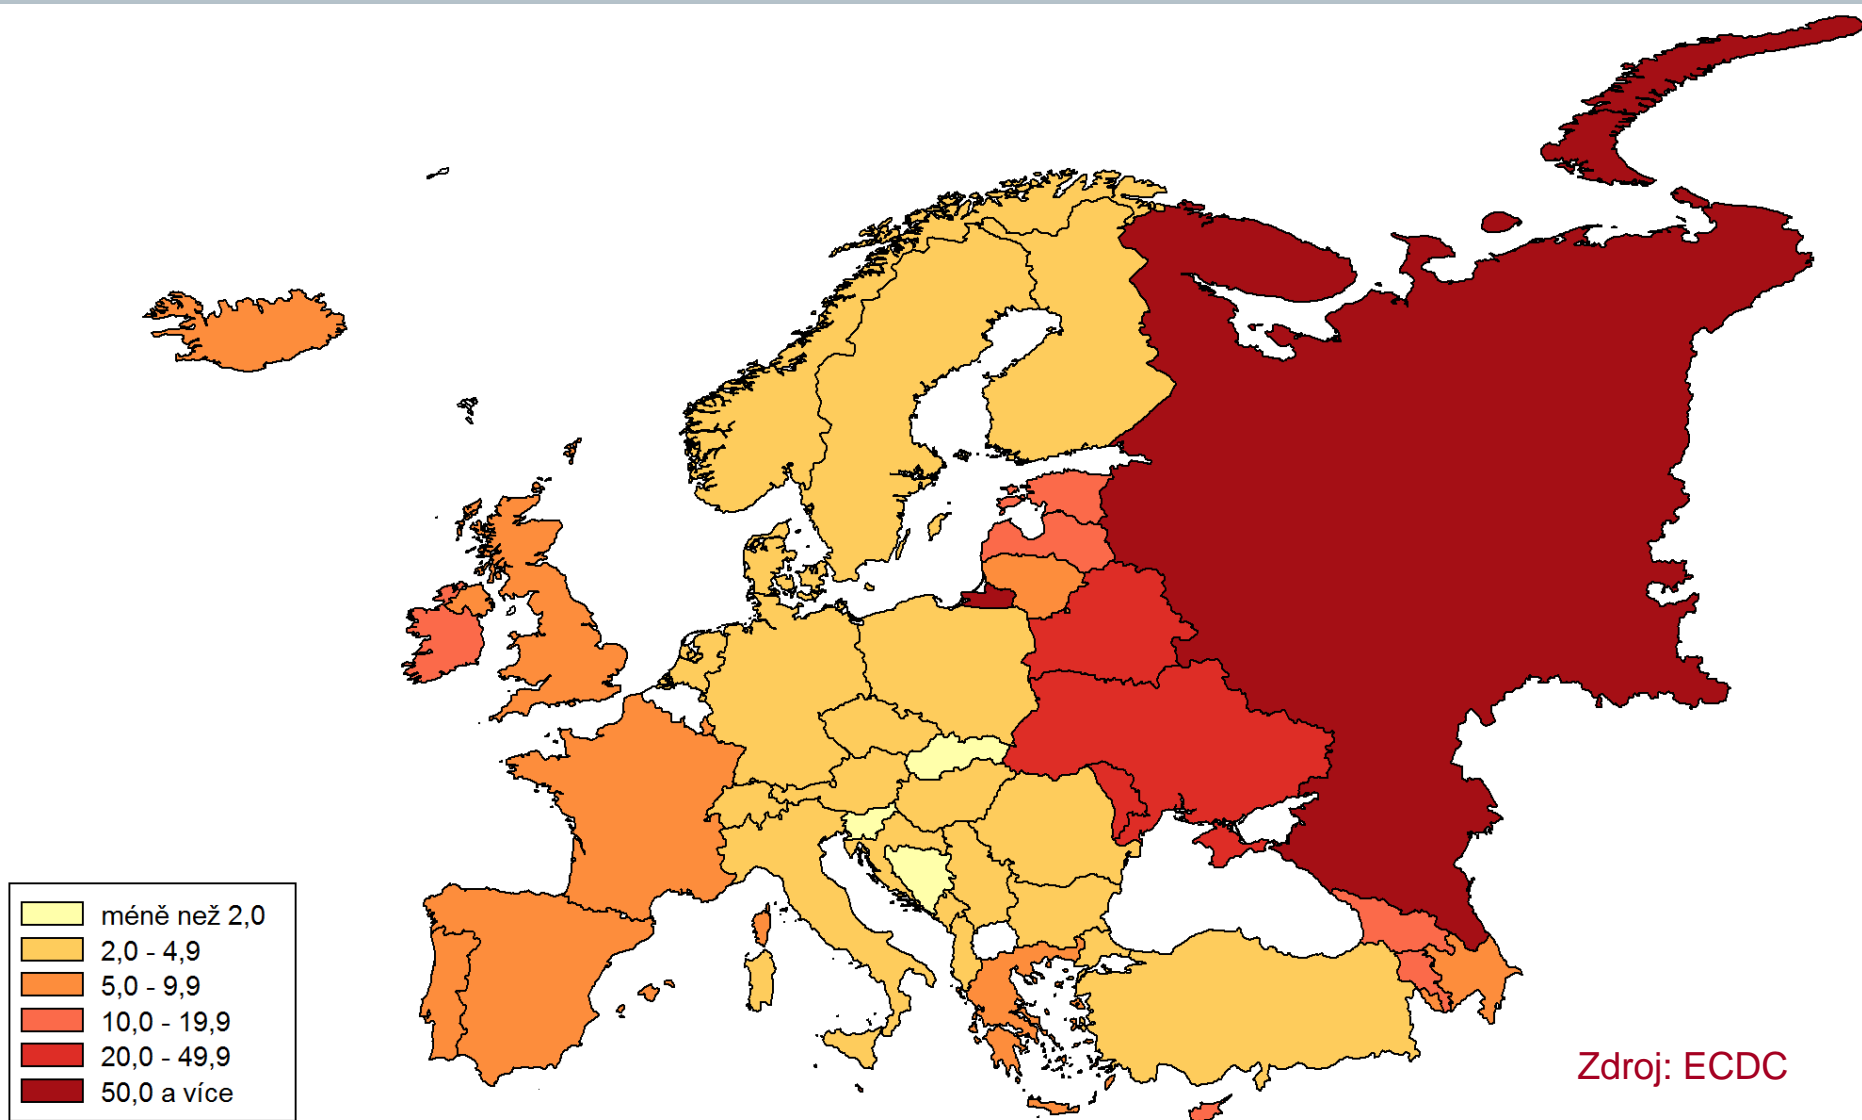 méně než 2,0
2,0 - 4,9
5,0 - 9,9
10,0 - 19,9
20,0 - 49,9
50,0 a více
Zdroj: ECDC